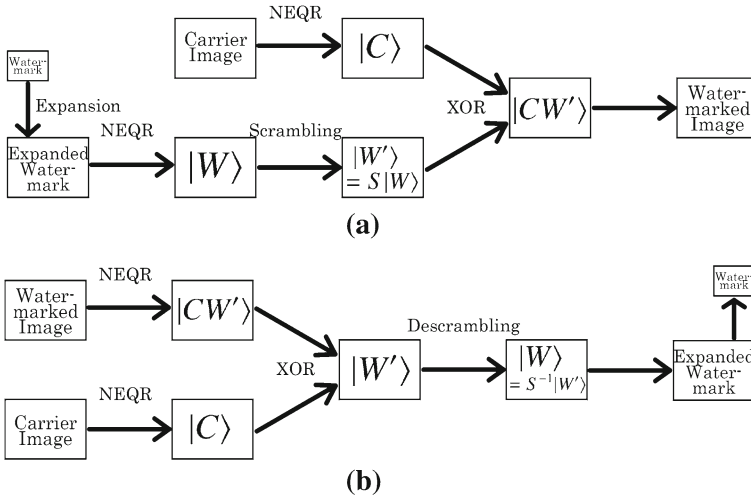 NEQR
Carrier
Image
|C⟩
Water-
mark
Expansion
XOR
|CW′⟩
Water-
marked
Image
NEQR
Scrambling
Expanded
Water-
mark
|W⟩
|W′⟩
= S|W⟩
(a)
NEQR
Water-
marked
Image
|CW′⟩
Water-
mark
Descrambling
XOR
|W′⟩
|W⟩
= S⁻¹|W′⟩
Expanded
Water-
mark
NEQR
Carrier
Image
|C⟩
(b)